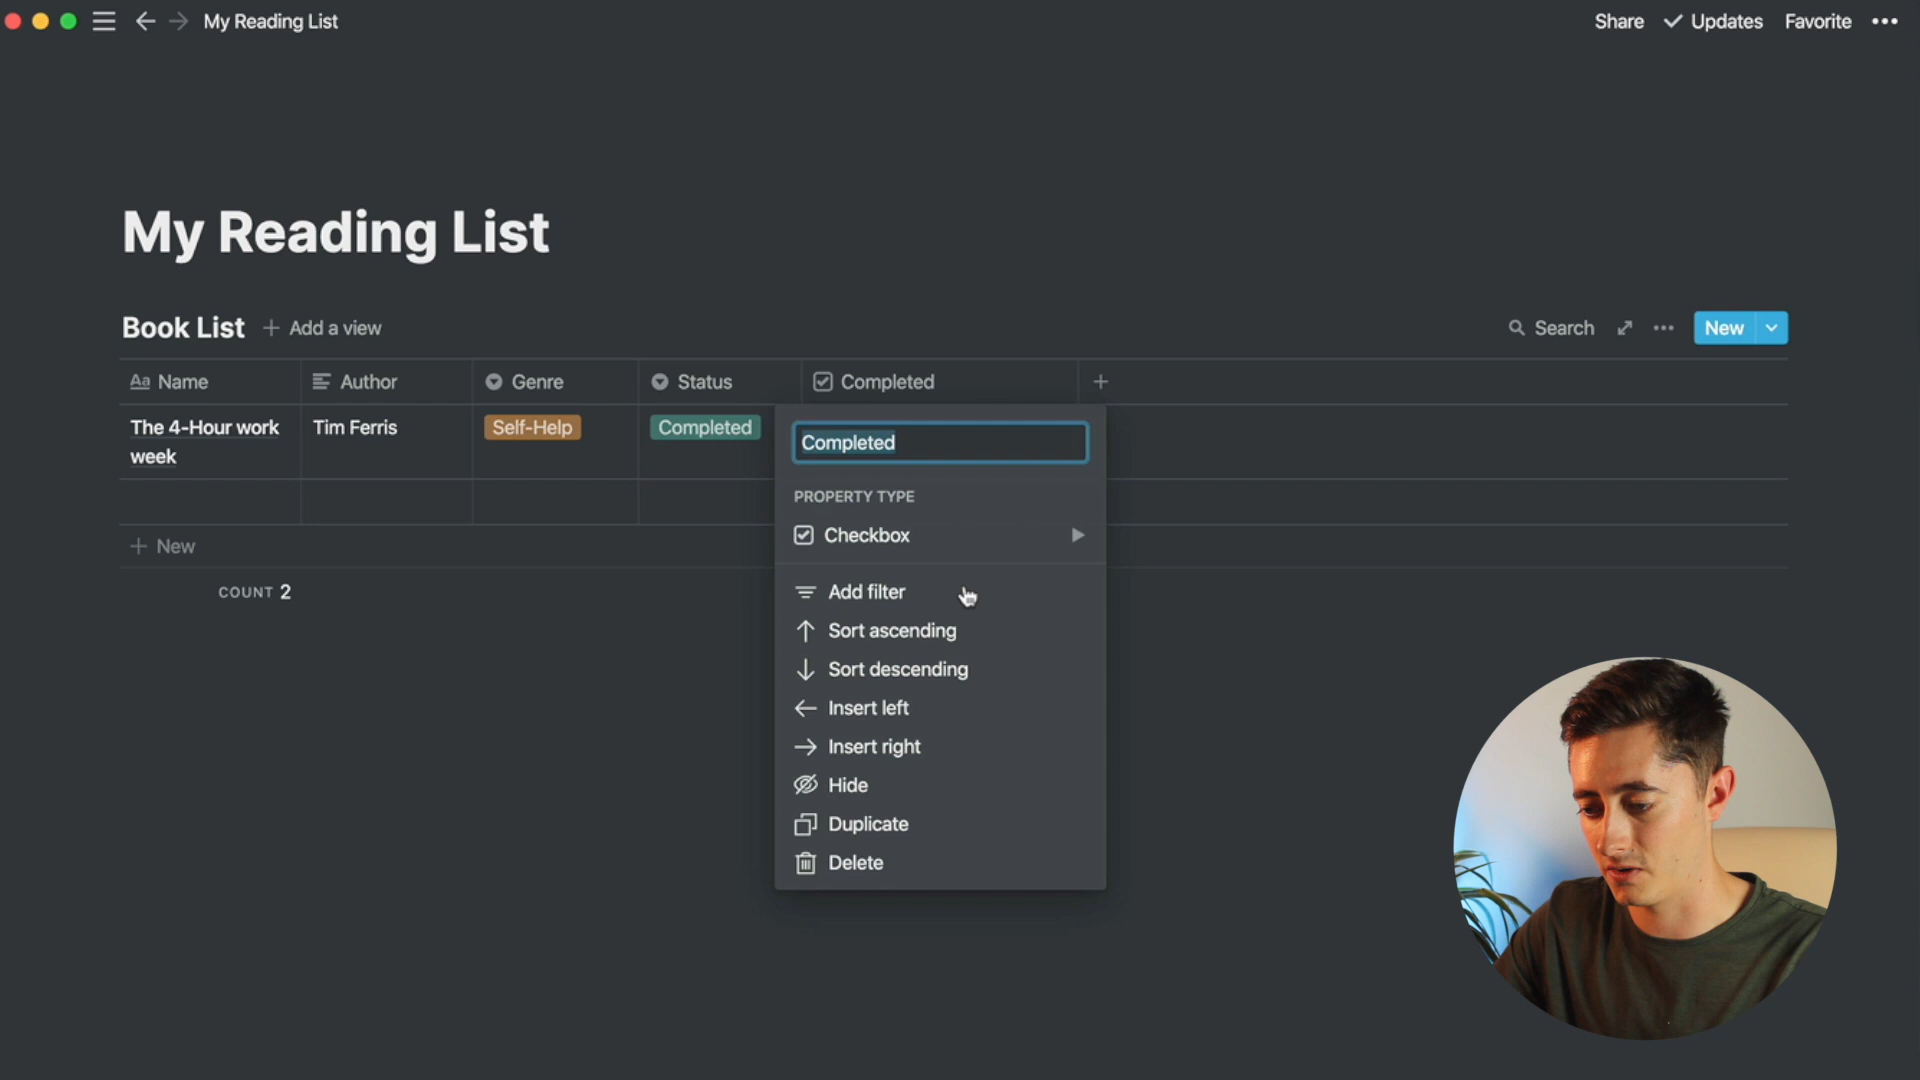 My Reading List
Share Updates Favorite
My Reading List
Book List + Add a view
Search New
Aa Name Author Genre Status Completed +
The 4-Hour work week Tim Ferris Self-Help Completed
Completed
PROPERTY TYPE
Checkbox
+ New
COUNT 2
Add filter
Sort ascending
Sort descending
Insert left
Insert right
Hide
Duplicate
Delete